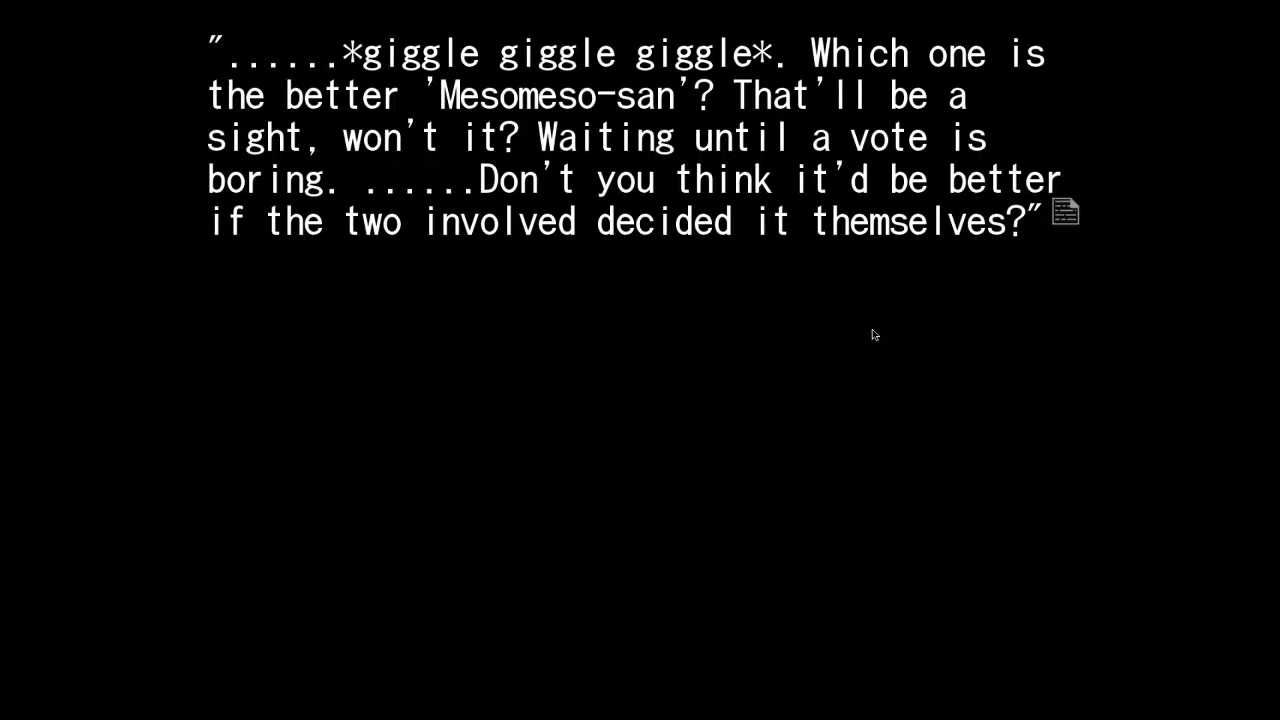 "......*giggle giggle giggle*. Which one is
the better 'Mesomeso-san'? That'll be a
sight, won't it? Waiting until a vote is
boring. ......Don't you think it'd be better
if the two involved decided it themselves?"